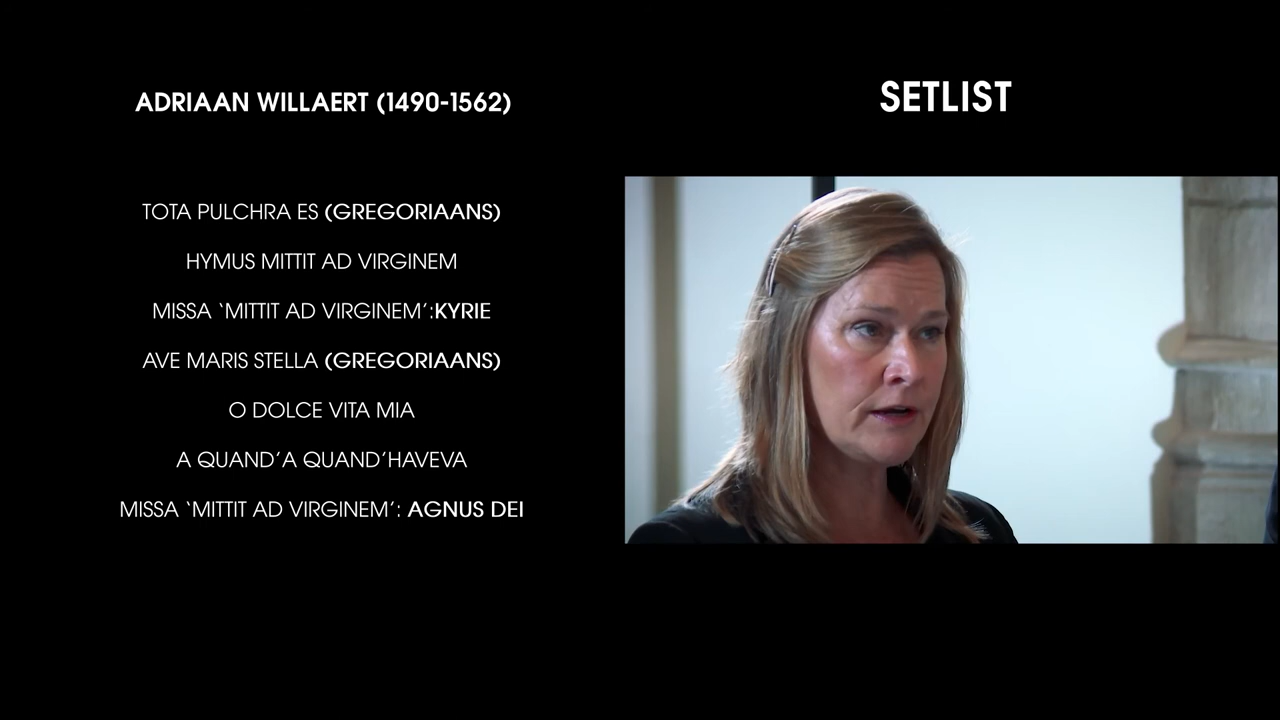 ADRIAAN WILLAERT (1490-1562)
TOTA PULCHRA ES (GREGORIAANS)
HYMUS MITTIT AD VIRGINEM
MISSA ‘MITTIT AD VIRGINEM’:KYRIE
AVE MARIS STELLA (GREGORIAANS)
O DOLCE VITA MIA
A QUAND’A QUAND’HAVEVA
MISSA ‘MITTIT AD VIRGINEM’: AGNUS DEI
SETLIST